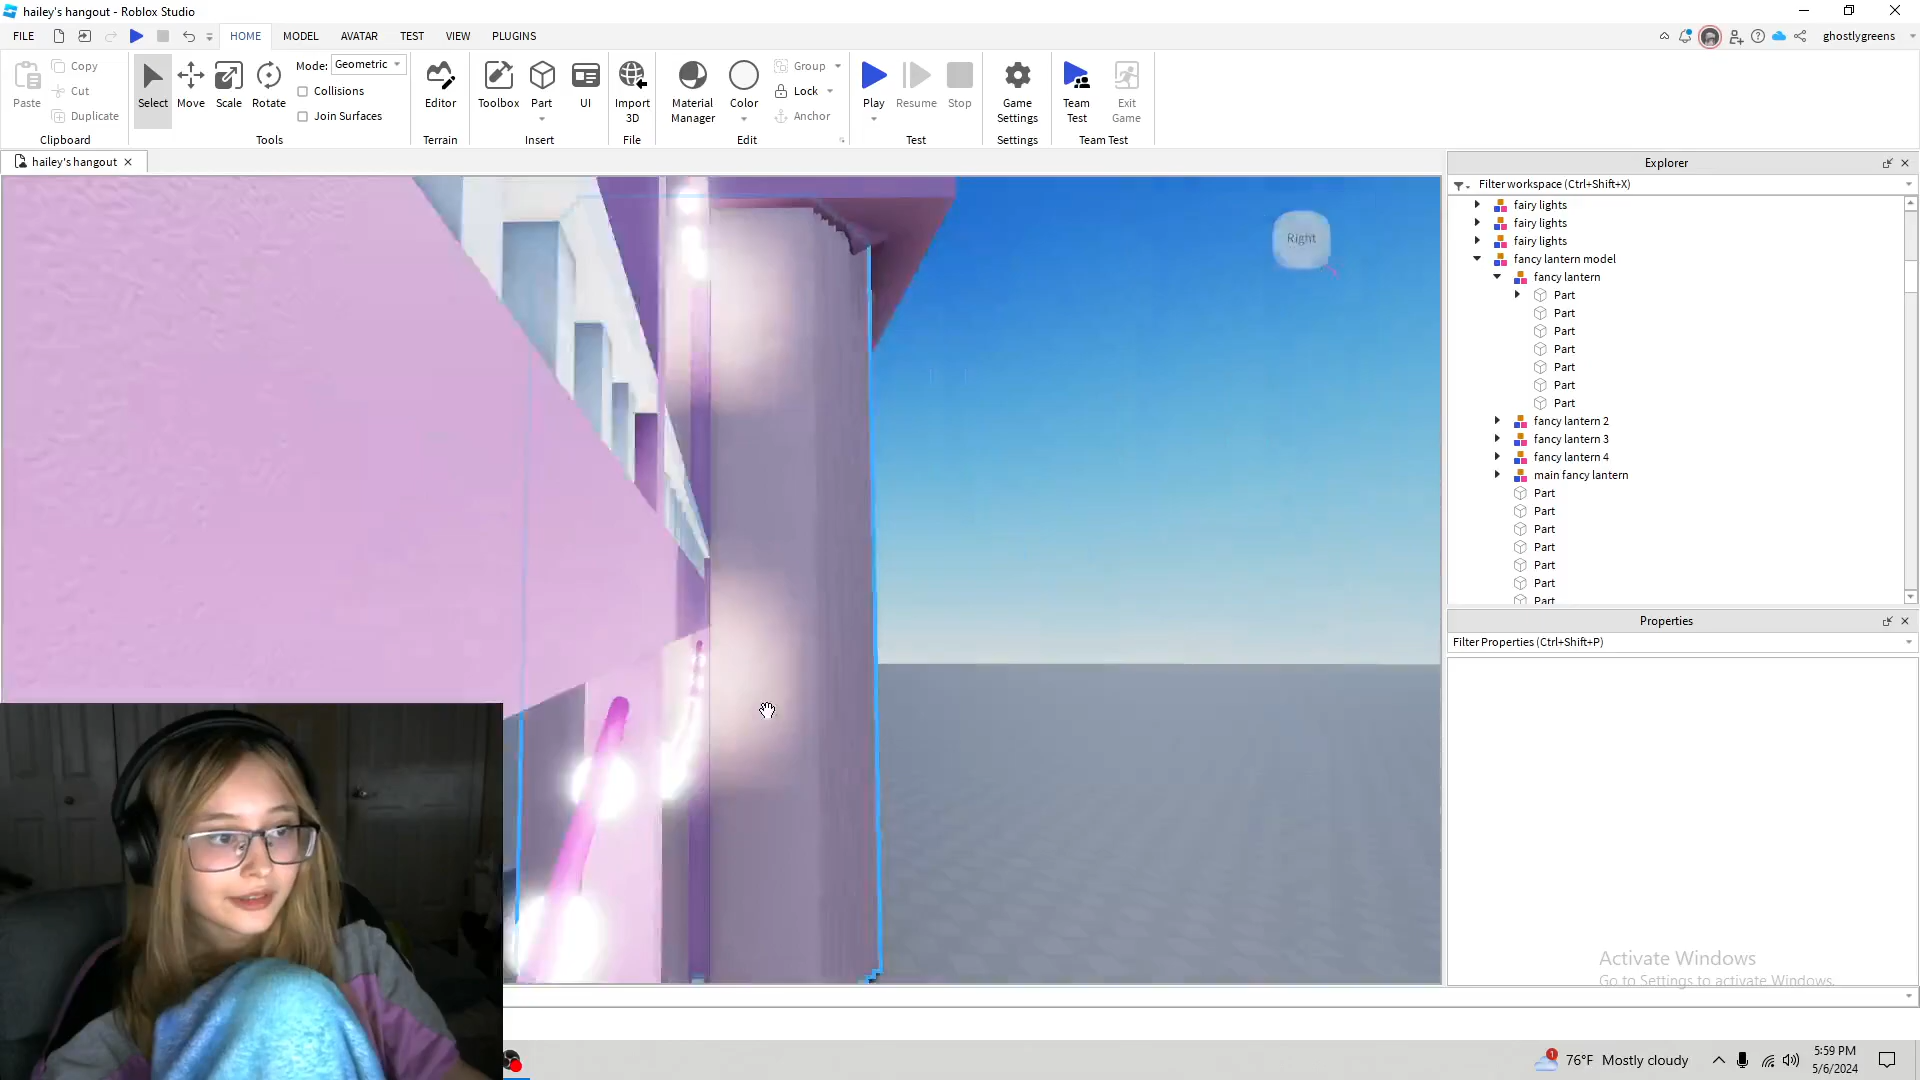 hailey's hangout - Roblox Studio
FILE HOME MODEL AVATAR TEST VIEW PLUGINS ghostlygreens
Paste
Copy
Cut
Duplicate
Clipboard
Select
Move
Scale
Rotate
Mode: Geometric
Collisions
Join Surfaces
Tools
Editor
Terrain
Toolbox
Part
UI
Insert
Import
3D
File
Material
Manager
Color
Group
Lock
Anchor
Edit
Play
Resume
Stop
Test
Game
Settings
Settings
Team
Test
Exit
Game
Team Test
hailey's hangout
Right
Explorer
Filter workspace (Ctrl+Shift+X)
fairy lights
fairy lights
fairy lights
fancy lantern model
fancy lantern
Part
Part
Part
Part
Part
Part
Part
fancy lantern 2
fancy lantern 3
fancy lantern 4
main fancy lantern
Part
Part
Part
Part
Part
Part
Part
Properties
Filter Properties (Ctrl+Shift+P)
Activate Windows
Go to Settings to activate Windows.
1
76°F Mostly cloudy
5:59 PM
5/6/2024